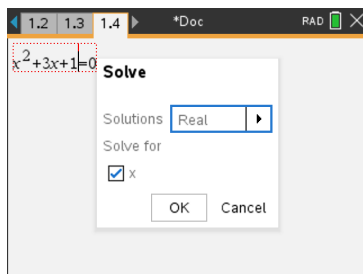 1.2 1.3 1.4 *Doc RAD
x²+3x+1=0
Solve
Solutions Real
Solve for
x
OK Cancel